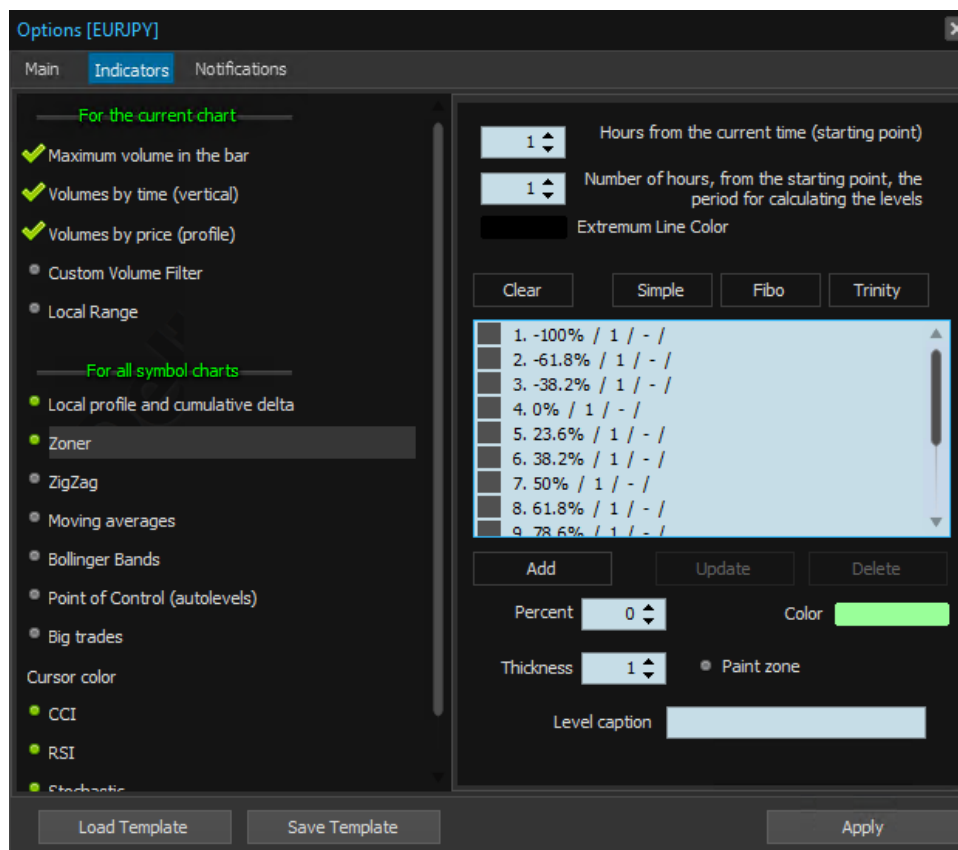 Options [EURJPY]
Main Indicators Notifications
For the current chart
Maximum volume in the bar
Volumes by time (vertical)
Volumes by price (profile)
Custom Volume Filter
Local Range
For all symbol charts
Local profile and cumulative delta
Zoner
ZigZag
Moving averages
Bollinger Bands
Point of Control (autolevels)
Big trades
Cursor color
CCI
RSI
Stochastic
1 Hours from the current time (starting point)
1 Number of hours, from the starting point, the
period for calculating the levels
Extremum Line Color
Clear Simple Fibo Trinity
1. -100% / 1 / - /
2. -61.8% / 1 / - /
3. -38.2% / 1 / - /
4. 0% / 1 / - /
5. 23.6% / 1 / - /
6. 38.2% / 1 / - /
7. 50% / 1 / - /
8. 61.8% / 1 / - /
9. 78.6% / 1 / - /
Add Update Delete
Percent 0 Color
Thickness 1 Paint zone
Level caption
Load Template Save Template Apply